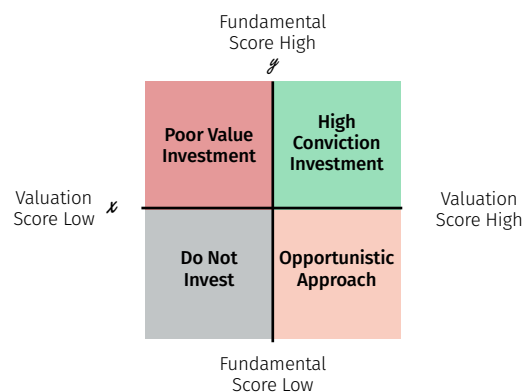 Fundamental
Score High
y
Poor Value
Investment
High
Conviction
Investment
Valuation
Score Low
x
Valuation
Score High
Do Not
Invest
Opportunistic
Approach
Fundamental
Score Low